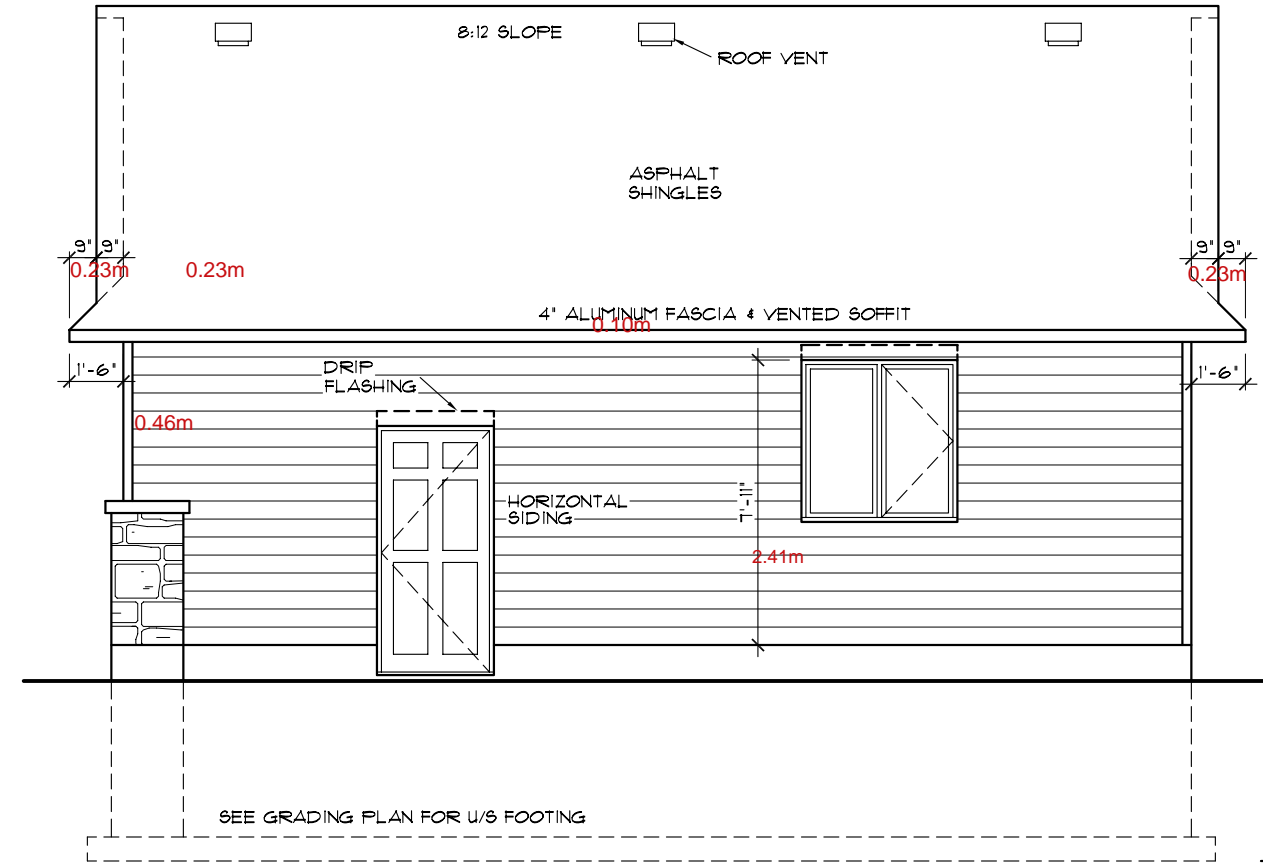 8:12 SLOPE
ROOF VENT
ASPHALT
SHINGLES
9" 9"
9" 9"
0.23m
0.23m
0.23m
4" ALUMINUM FASCIA & VENTED SOFFIT
0.10m
1'-6"
DRIP
FLASHING
1'-6"
0.46m
HORIZONTAL
SIDING
7'-11"
2.41m
SEE GRADING PLAN FOR U/S FOOTING